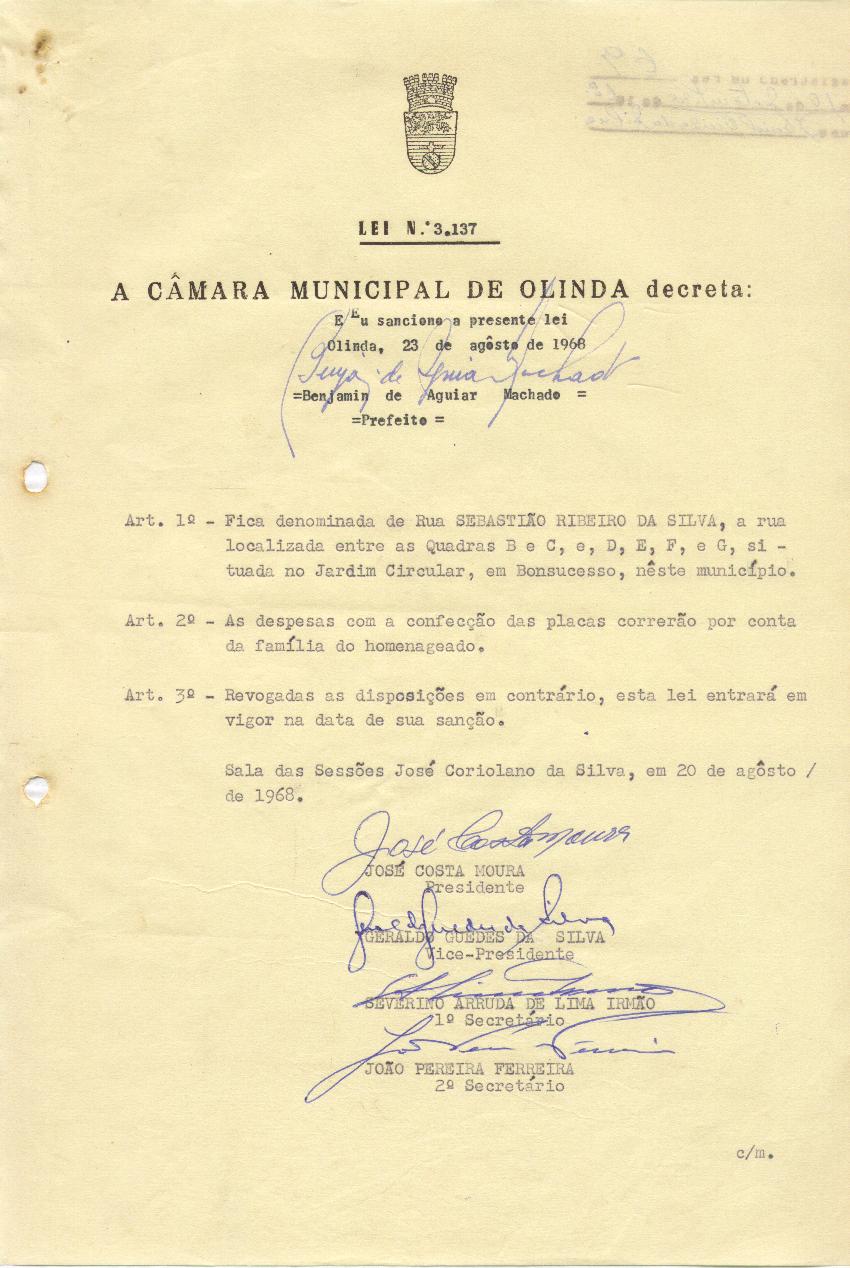 LEI N.º 3.137
A CÂMARA MUNICIPAL DE OLINDA decreta:
E Eu sanciono a presente lei
Olinda, 23 de agôsto de 1968
=Benjamin de Aguiar Machado =
=Prefeito =
Art. 1º - Fica denominada de Rua SEBASTIÃO RIBEIRO DA SILVA, a rua
localizada entre as Quadras B e C, e, D, E, F, e G, si -
tuada no Jardim Circular, em Bonsucesso, nêste município.
Art. 2º - As despesas com a confecção das placas correrão por conta
da família do homenageado.
Art. 3º - Revogadas as disposições em contrário, esta lei entrará em
vigor na data de sua sanção.
Sala das Sessões José Coriolano da Silva, em 20 de agôsto /
de 1968.
José Costa Moura
JOSÉ COSTA MOURA
Presidente
GERALDO GUEDES DA SILVA
Vice-Presidente
SEVERINO ARRUDA DE LIMA IRMÃO
1º Secretário
JOÃO PEREIRA FERREIRA
2º Secretário
c/m.